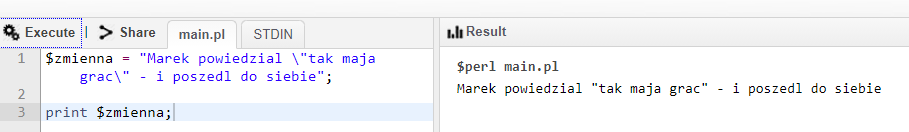 Execute | Share main.pl STDIN
1 $zmienna = "Marek powiedzial \"tak maja
grac\" - i poszedl do siebie";
2
3 print $zmienna;
Result
$perl main.pl
Marek powiedzial "tak maja grac" - i poszedl do siebie